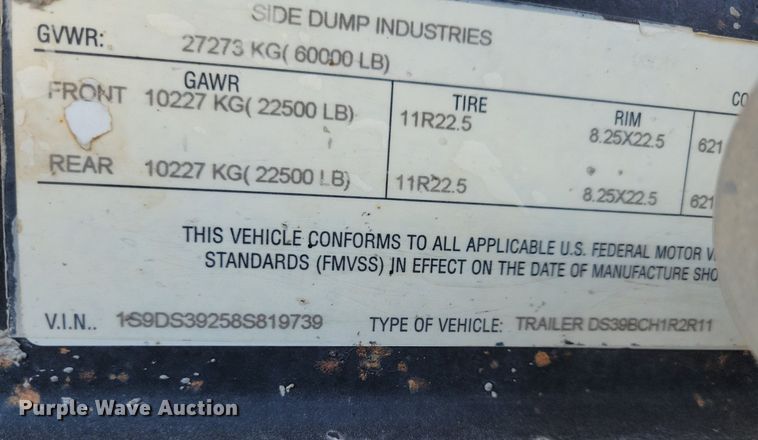 SIDE DUMP INDUSTRIES
GVWR: 27273 KG( 60000 LB)
GAWR TIRE RIM CO
FRONT 10227 KG( 22500 LB) 11R22.5 8.25X22.5 621
REAR 10227 KG( 22500 LB) 11R22.5 8.25X22.5 621
THIS VEHICLE CONFORMS TO ALL APPLICABLE U.S. FEDERAL MOTOR V
STANDARDS (FMVSS) IN EFFECT ON THE DATE OF MANUFACTURE SHO
V.I.N.. 1S9DS39258S819739 TYPE OF VEHICLE: TRAILER DS39BCH1R2R11
Purple Wave Auction